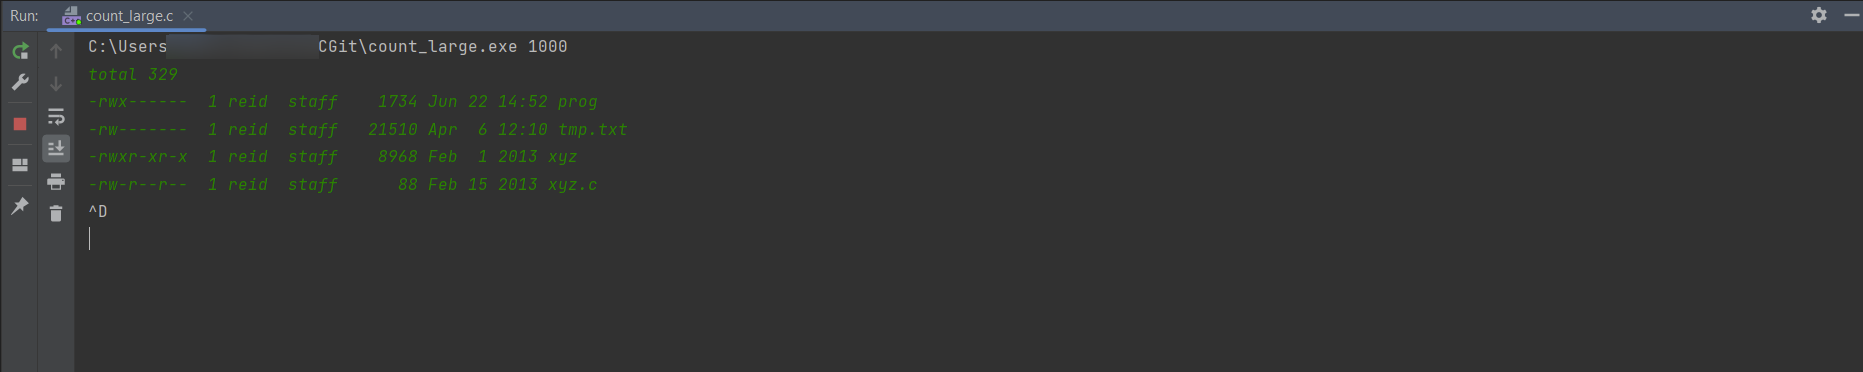 Run: count_large.c
C:\Users CGit\count_large.exe 1000
total 329
-rwx------  1 reid  staff    1734 Jun 22 14:52 prog
-rw-------  1 reid  staff   21510 Apr  6 12:10 tmp.txt
-rwxr-xr-x  1 reid  staff    8968 Feb  1 2013 xyz
-rw-r--r--  1 reid  staff      88 Feb 15 2013 xyz.c
^D